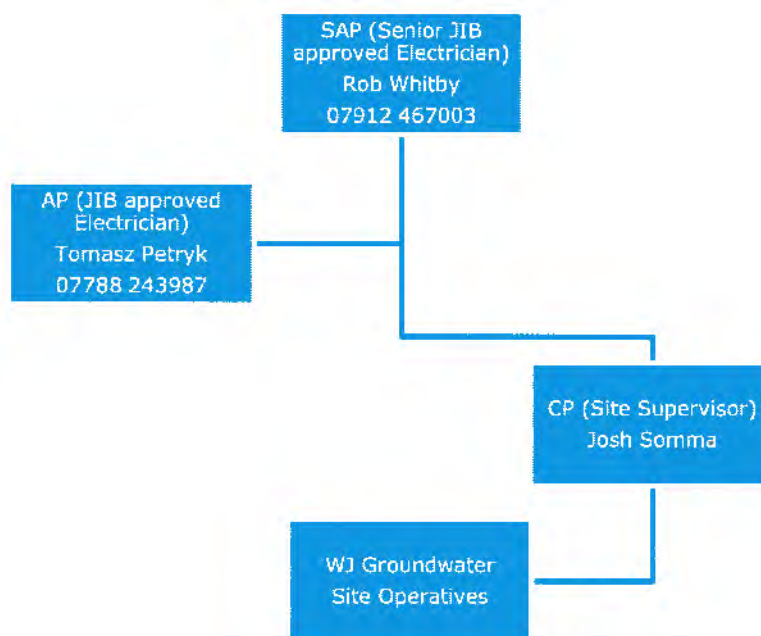 SAP (Senior JIB
approved Electrician)
Rob Whitby
07912 467003
AP (JIB approved
Electrician)
Tomasz Petryk
07788 243987
CP (Site Supervisor)
Josh Somma
WJ Groundwater
Site Operatives